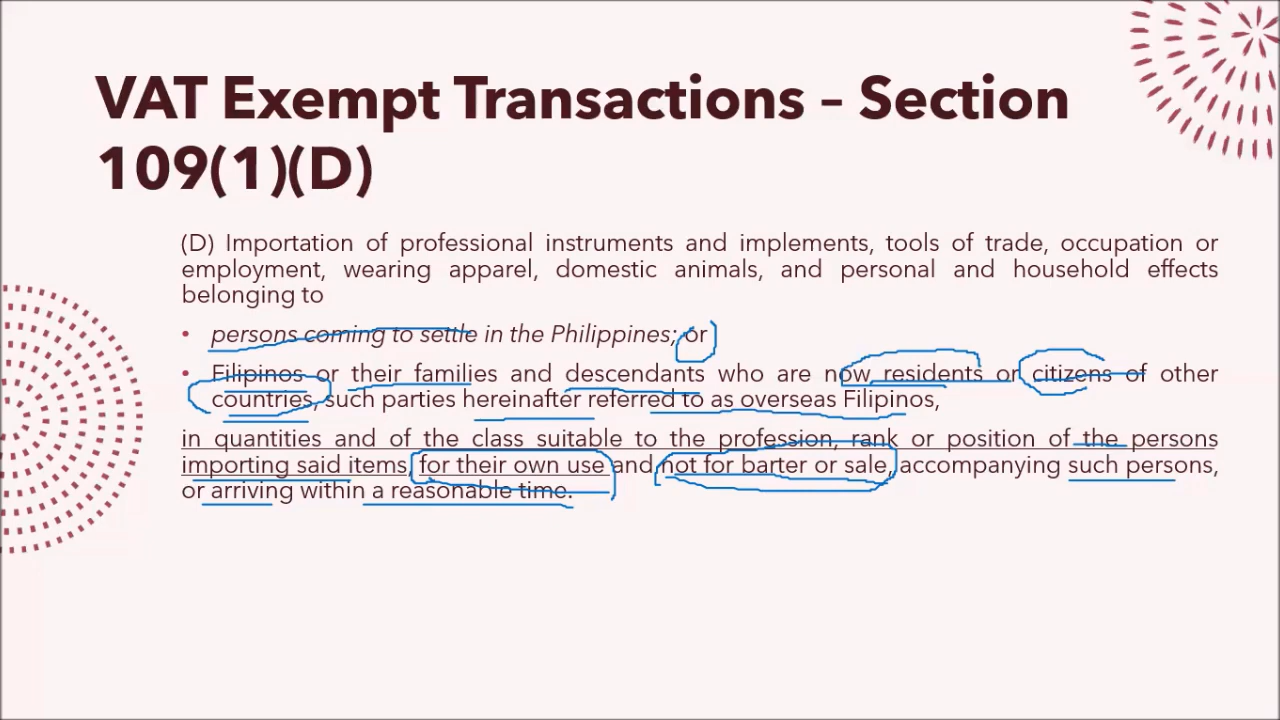 VAT Exempt Transactions – Section
109(1)(D)
(D) Importation of professional instruments and implements, tools of trade, occupation or
employment, wearing apparel, domestic animals, and personal and household effects
belonging to
• persons coming to settle in the Philippines; or
• Filipinos or their families and descendants who are now residents or citizens of other
countries, such parties hereinafter referred to as overseas Filipinos,
in quantities and of the class suitable to the profession, rank or position of the persons
importing said items, for their own use and not for barter or sale, accompanying such persons,
or arriving within a reasonable time.